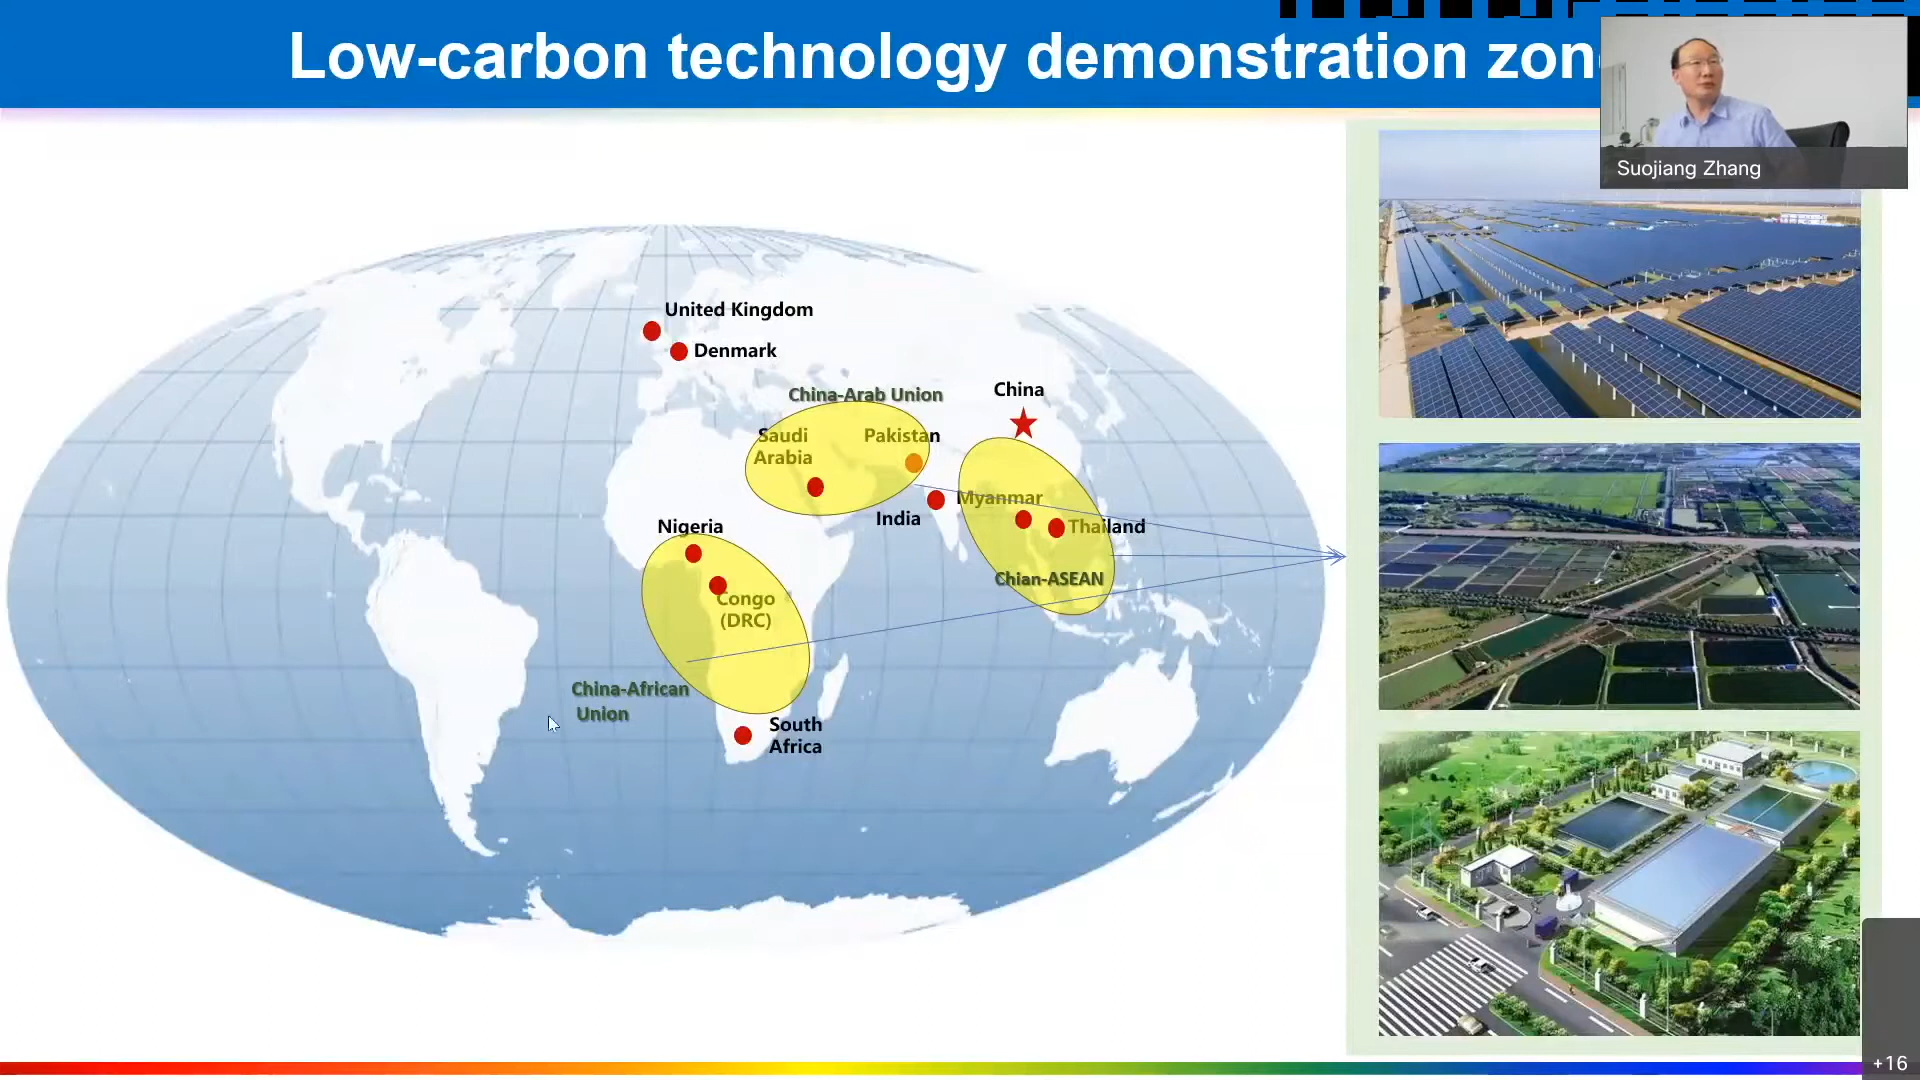 Low-carbon technology demonstration zon
Suojiang Zhang
United Kingdom
Denmark
China-Arab Union
China
Saudi
Arabia
Pakistan
India
Myanmar
Thailand
Chian-ASEAN
Nigeria
Congo
(DRC)
China-African
Union
South
Africa
+16